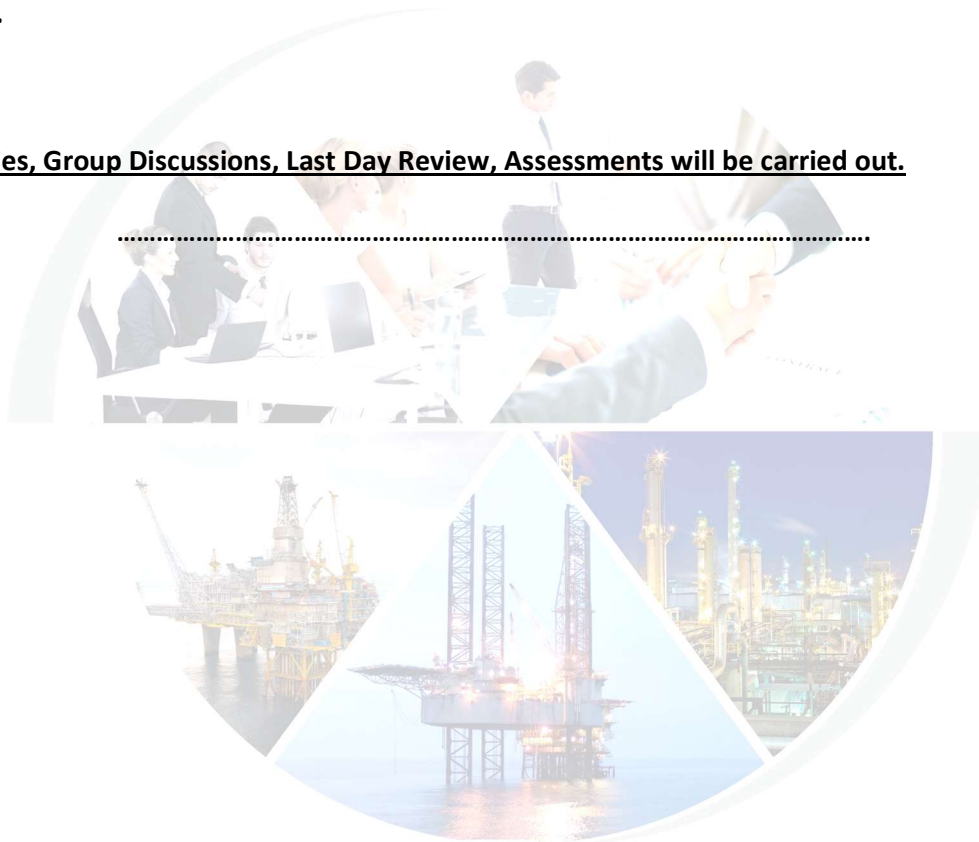 .
es, Group Discussions, Last Day Review, Assessments will be carried out.
…………………………………………………………………………………………….